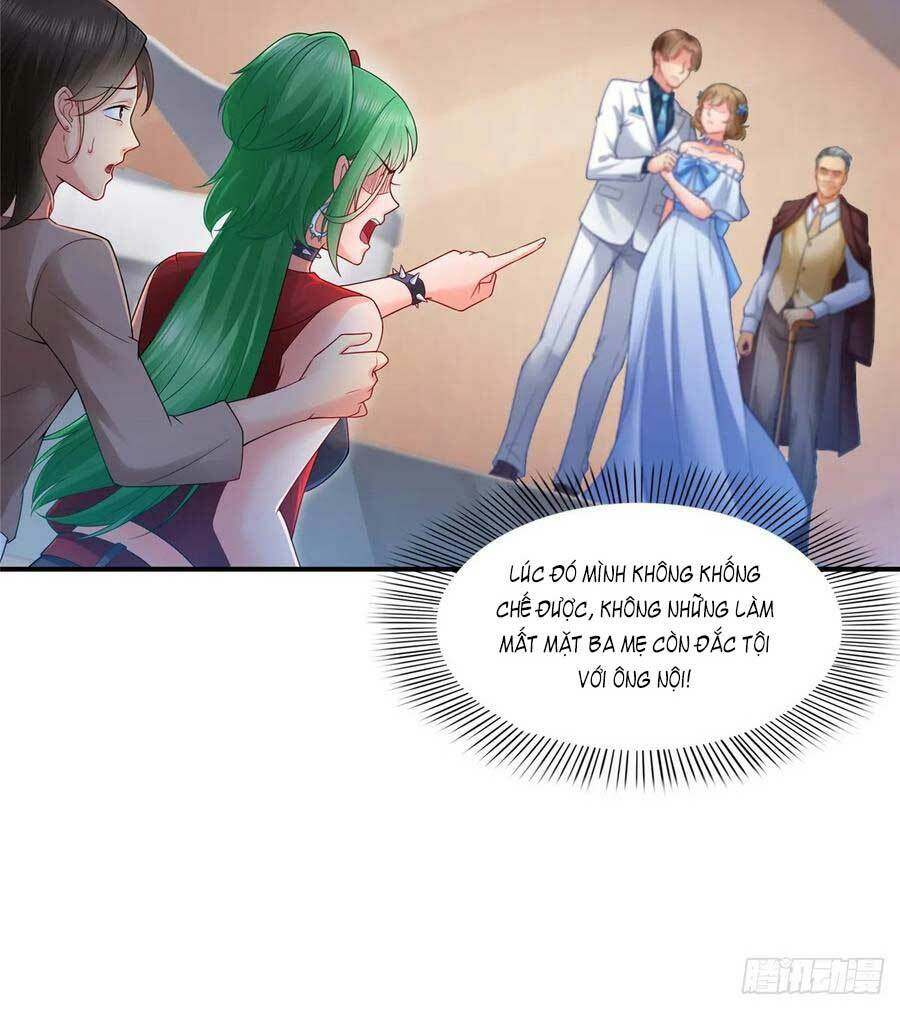 LÚC ĐÓ MÌNH KHÔNG KHỐNG
CHẾ ĐƯỢC, KHÔNG NHỮNG LÀM
MẤT MẶT BA MẸ CÒN ĐẮC TỘI
VỚI ÔNG NỘI!
腾讯动漫